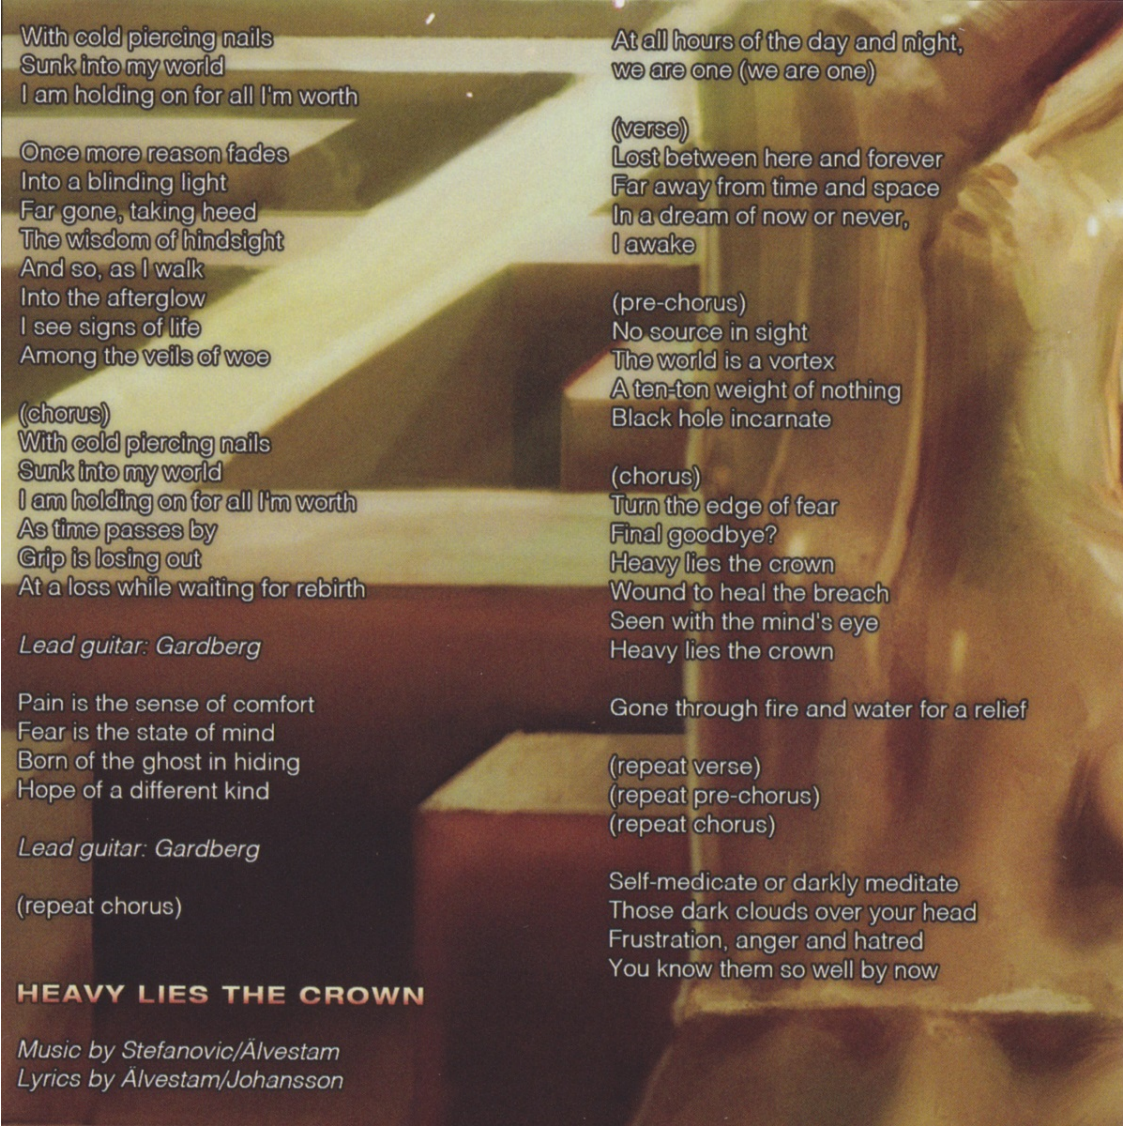 With cold piercing nails
Sunk into my world
I am holding on for all I'm worth

Once more reason fades
Into a blinding light
Far gone, taking heed
The wisdom of hindsight
And so, as I walk
Into the afterglow
I see signs of life
Among the veils of woe

(chorus)
With cold piercing nails
Sunk into my world
I am holding on for all I'm worth
As time passes by
Grip is losing out
At a loss while waiting for rebirth

Lead guitar: Gardberg

Pain is the sense of comfort
Fear is the state of mind
Born of the ghost in hiding
Hope of a different kind

Lead guitar: Gardberg

(repeat chorus)

HEAVY LIES THE CROWN

Music by Stefanovic/Älvestam
Lyrics by Älvestam/Johansson

At all hours of the day and night,
we are one (we are one)

(verse)
Lost between here and forever
Far away from time and space
In a dream of now or never,
I awake

(pre-chorus)
No source in sight
The world is a vortex
A ten-ton weight of nothing
Black hole incarnate

(chorus)
Turn the edge of fear
Final goodbye?
Heavy lies the crown
Wound to heal the breach
Seen with the mind's eye
Heavy lies the crown

Gone through fire and water for a relief

(repeat verse)
(repeat pre-chorus)
(repeat chorus)

Self-medicate or darkly meditate
Those dark clouds over your head
Frustration, anger and hatred
You know them so well by now